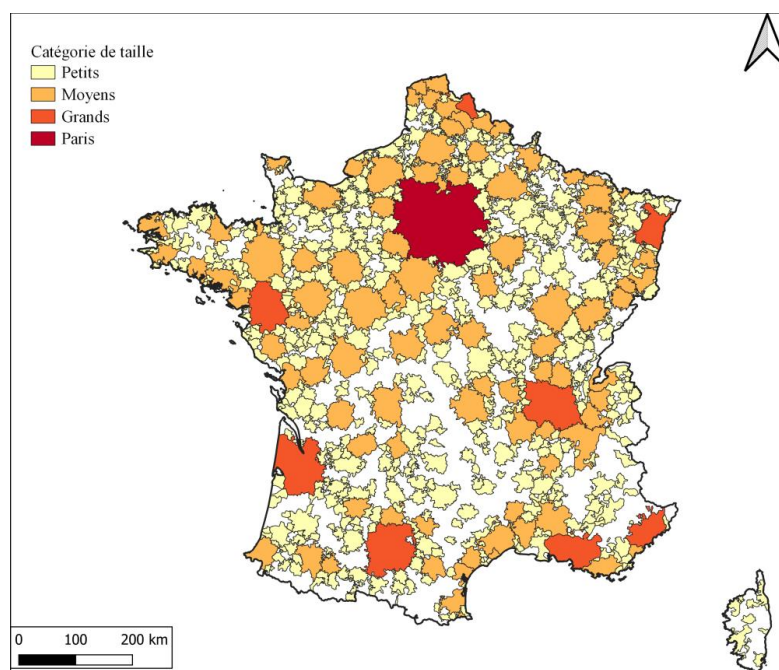 Catégorie de taille
Petits
Moyens
Grands
Paris
0 100 200 km